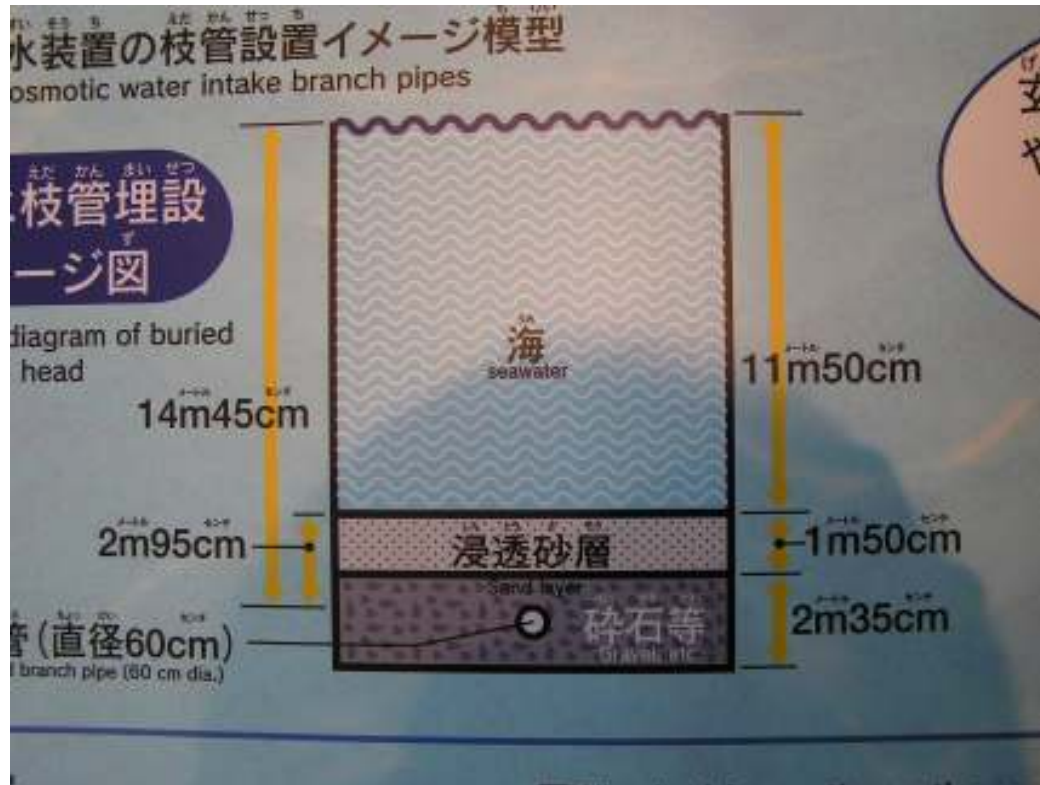 水装置の枝管設置イメージ模型
osmotic water intake branch pipes
枝管埋設
ージ図
diagram of buried
head
海
seawater
14m45cm
11m50cm
2m95cm
浸透砂層
Sand layer
1m50cm
砕石等
Gravel, etc.
2m35cm
管(直径60cm)
branch pipe (60 cm dia.)
玄
や